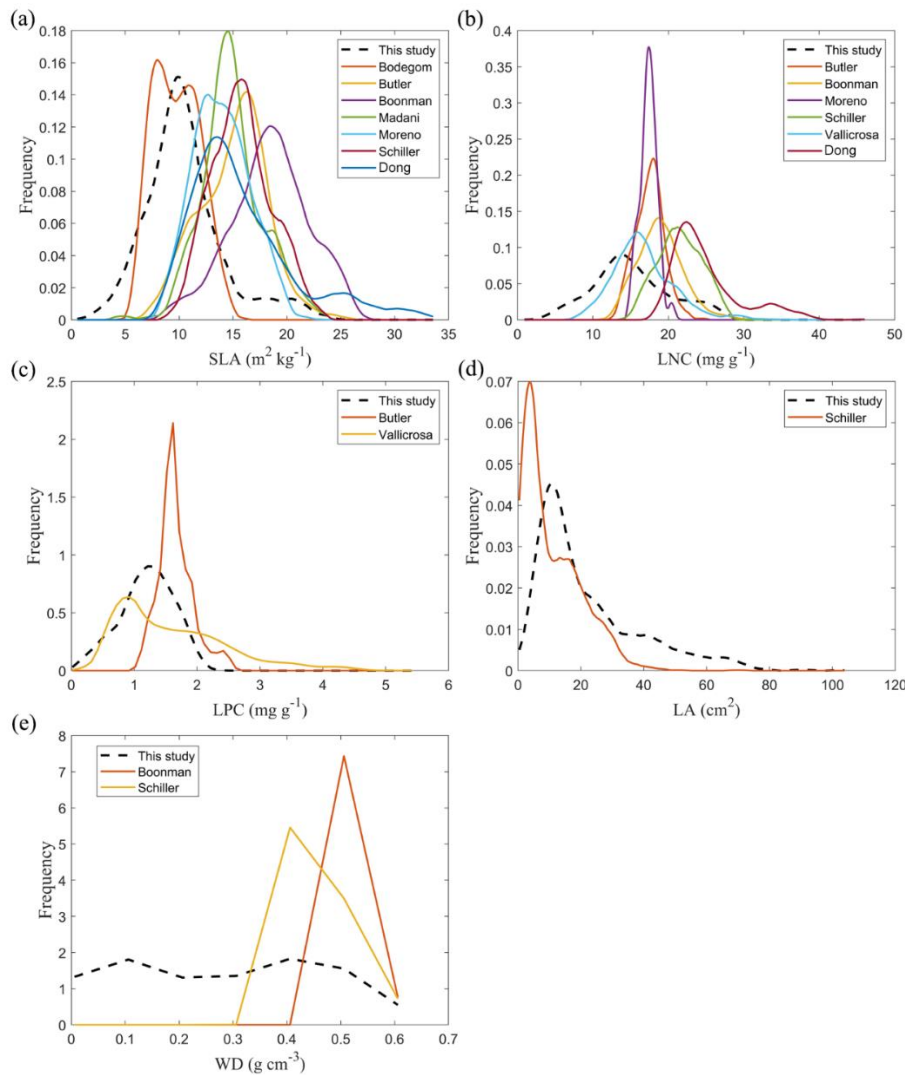 (a)
0.18
0.16
0.14
0.12
0.1
0.08
0.06
0.04
0.02
0
Frequency
This study
Bodegom
Butler
Boonman
Madani
Moreno
Schiller
Dong
0 5 10 15 20 25 30 35
SLA (m² kg⁻¹)
(b)
0.4
0.35
0.3
0.25
0.2
0.15
0.1
0.05
0
Frequency
This study
Butler
Boonman
Moreno
Schiller
Vallicrosa
Dong
0 10 20 30 40 50
LNC (mg g⁻¹)
(c)
2.5
2
1.5
1
0.5
0
Frequency
This study
Butler
Vallicrosa
0 1 2 3 4 5 6
LPC (mg g⁻¹)
(d)
0.07
0.06
0.05
0.04
0.03
0.02
0.01
0
Frequency
This study
Schiller
0 20 40 60 80 100 120
LA (cm²)
(e)
8
7
6
5
4
3
2
1
0
Frequency
This study
Boonman
Schiller
0 0.1 0.2 0.3 0.4 0.5 0.6 0.7
WD (g cm⁻³)